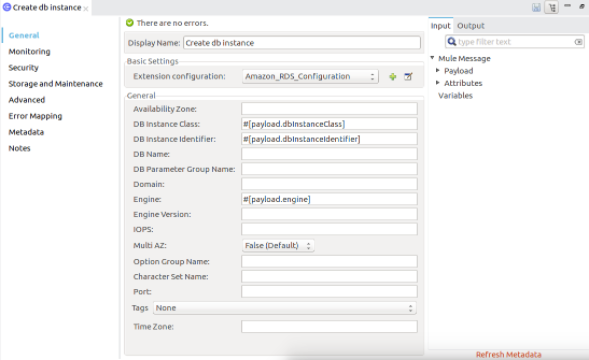 Create db instance
There are no errors.
General
Monitoring
Security
Storage and Maintenance
Advanced
Error Mapping
Metadata
Notes
Display Name: Create db instance
Basic Settings
Extension configuration: Amazon_RDS_Configuration
General
Availability Zone:
DB Instance Class: #[payload.dbInstanceClass]
DB Instance Identifier: #[payload.dbInstanceIdentifier]
DB Name:
DB Parameter Group Name:
Domain:
Engine: #[payload.engine]
Engine Version:
IOPS:
Multi AZ: False (Default)
Option Group Name:
Character Set Name:
Port:
Tags None
Time Zone:
Input Output
type filter text
Mule Message
Payload
Attributes
Variables
Refresh Metadata